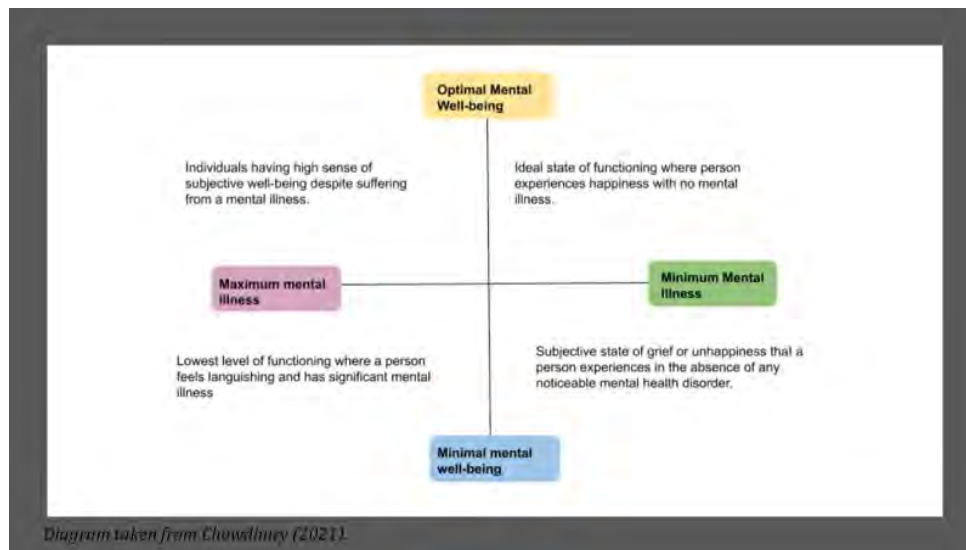 Optimal Mental
Well-being
Individuals having high sense of
subjective well-being despite suffering
from a mental illness.
Ideal state of functioning where person
experiences happiness with no mental
illness.
Maximum mental
illness
Minimum Mental
Illness
Lowest level of functioning where a person
feels languishing and has significant mental
illness
Subjective state of grief or unhappiness that a
person experiences in the absence of any
noticeable mental health disorder.
Minimal mental
well-being
Diagram taken from Chowdhury (2021).